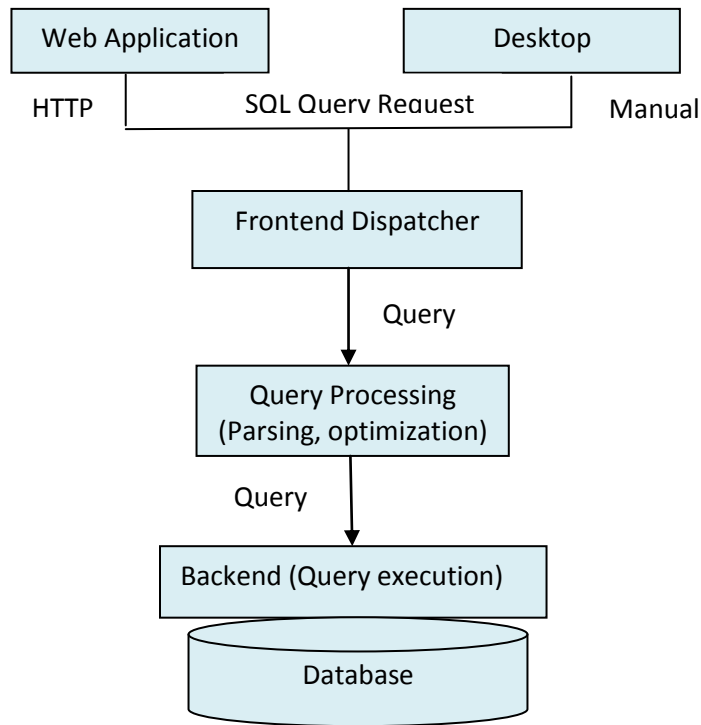 Web Application
Desktop
HTTP
SQL Query Request
Manual
Frontend Dispatcher
Query
Query Processing
(Parsing, optimization)
Query
Backend (Query execution)
Database